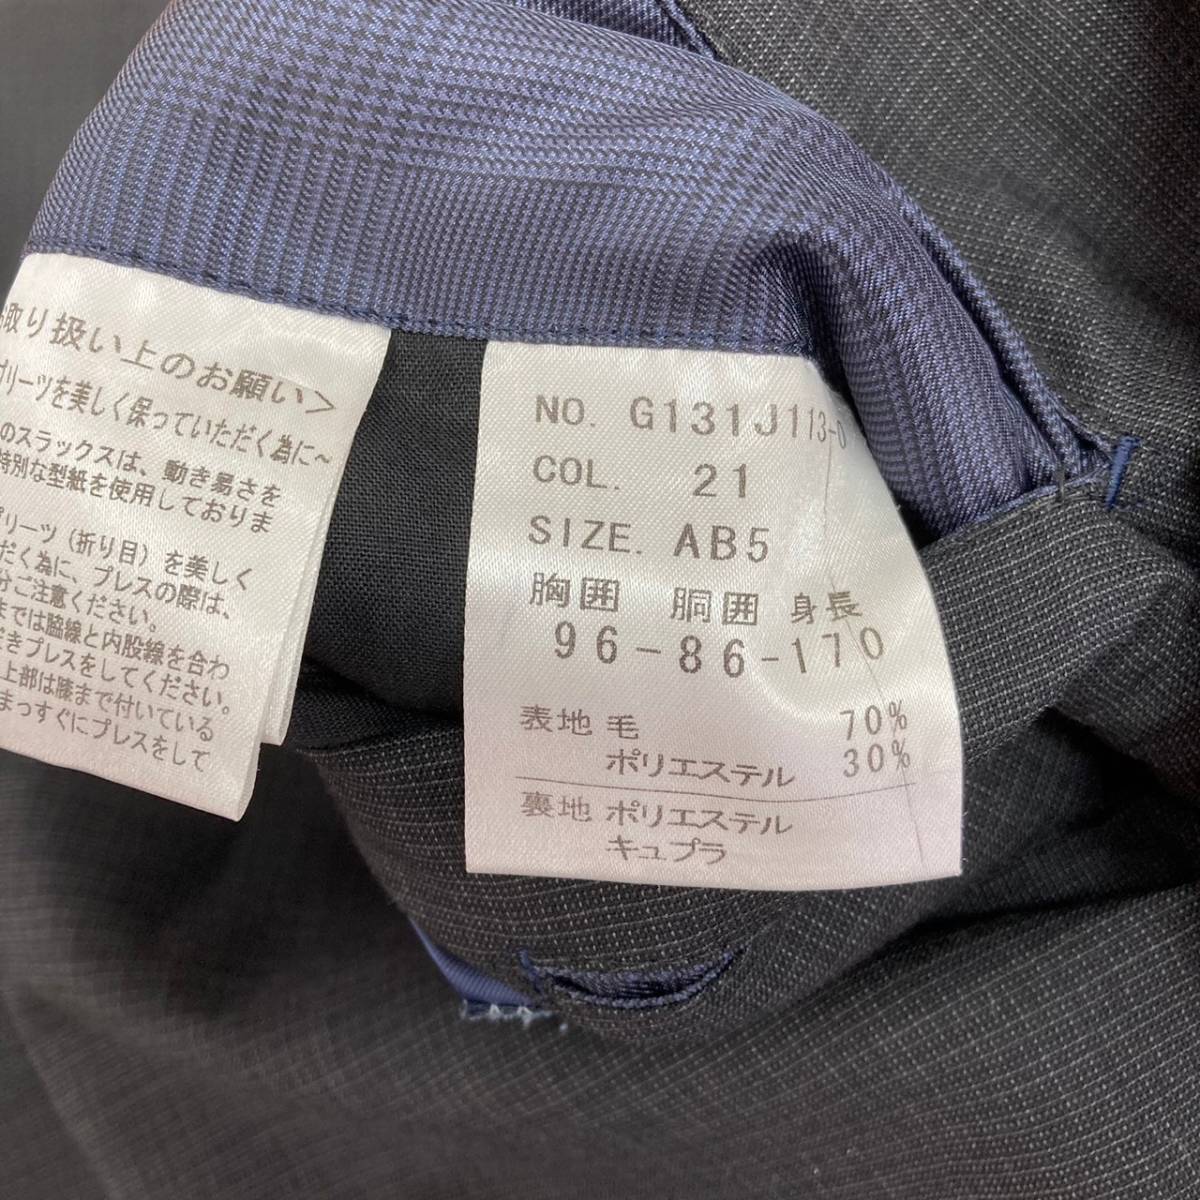 取り扱い上のお願い>
プリーツを美しく保っていただく為に~
のスラックスは、動き易さを
特別な型紙を使用しておりま
プリーツ(折り目)を美しく
だく為に、プレスの際は、
分ご注意ください。
までは脇線と内股線を合わ
だきプレスをしてください。
上部は膝まで付いている
まっすぐにプレスをして
NO. G131J113-0
COL. 21
SIZE. AB5
胸囲 胴囲 身長
96-86-170
表地 毛 70%
ポリエステル 30%
裏地 ポリエステル
キュプラ